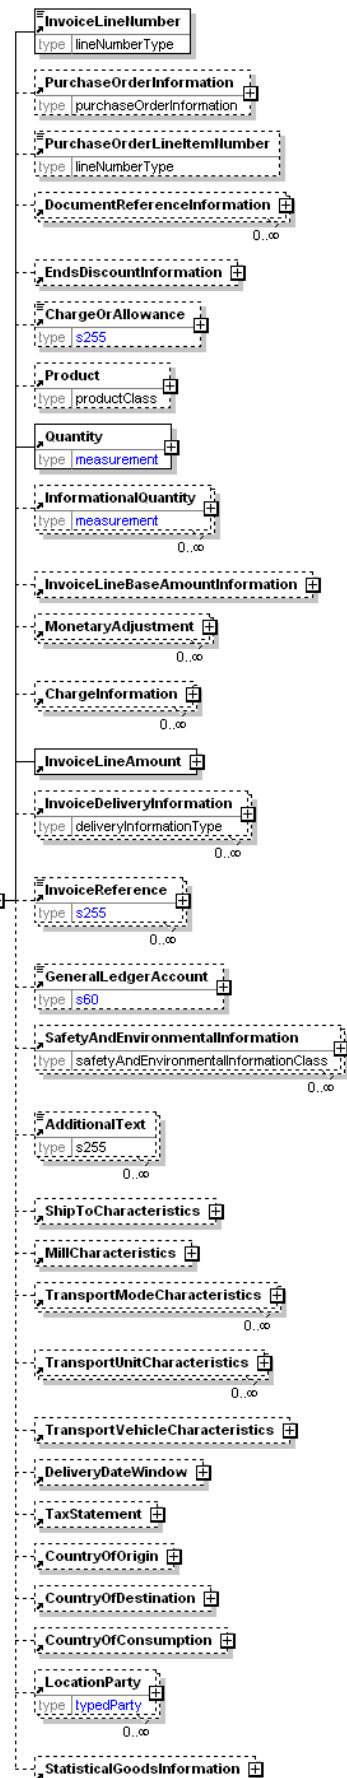 InvoiceLineNumber
type lineNumberType
PurchaseOrderInformation
type purchaseOrderInformation
PurchaseOrderLineItemNumber
type lineNumberType
DocumentReferenceInformation
0..∞
EndsDiscountInformation
ChargeOrAllowance
type s255
Product
type productClass
Quantity
type measurement
InformationalQuantity
type measurement
0..∞
InvoiceLineBaseAmountInformation
MonetaryAdjustment
0..∞
ChargeInformation
0..∞
InvoiceLineAmount
InvoiceDeliveryInformation
type deliveryInformationType
0..∞
InvoiceReference
type s255
0..∞
GeneralLedgerAccount
type s60
SafetyAndEnvironmentalInformation
type safetyAndEnvironmentalInformationClass
0..∞
AdditionalText
type s255
0..∞
ShipToCharacteristics
MillCharacteristics
TransportModeCharacteristics
0..∞
TransportUnitCharacteristics
0..∞
TransportVehicleCharacteristics
DeliveryDateWindow
TaxStatement
CountryOfOrigin
CountryOfDestination
CountryOfConsumption
LocationParty
type typedParty
0..∞
StatisticalGoodsInformation